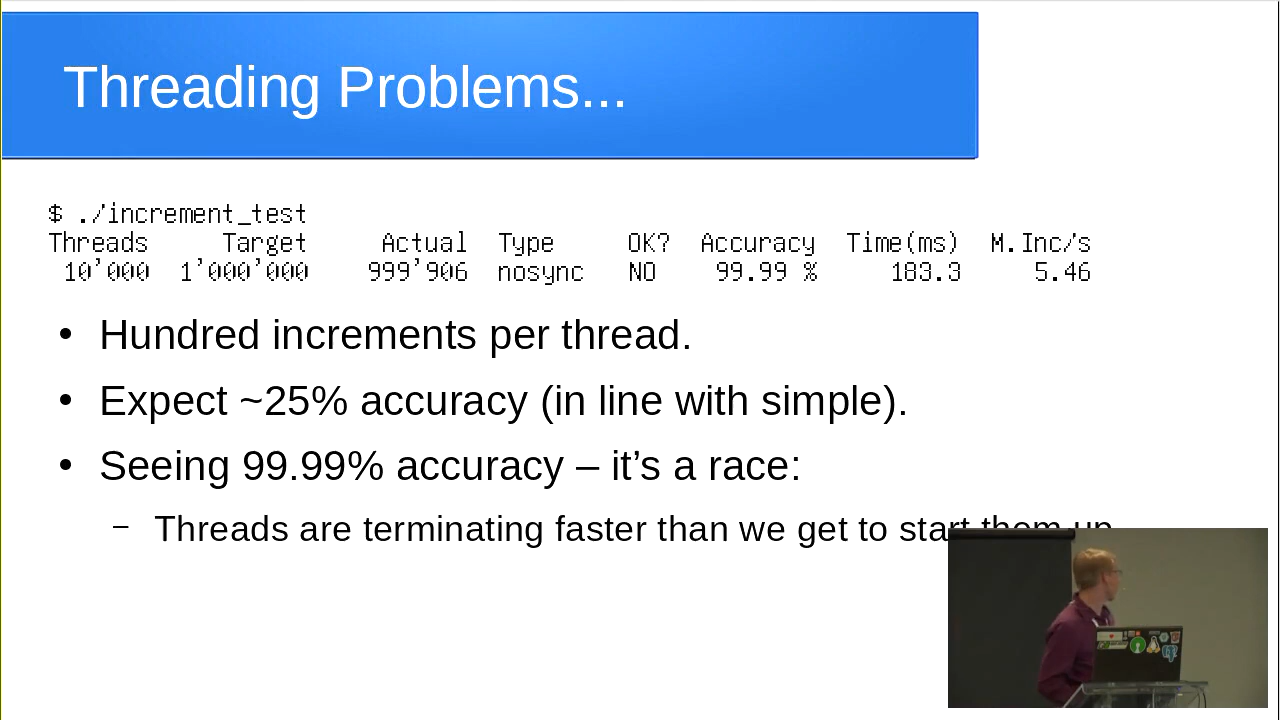 Threading Problems...
$ ./increment_test
Threads Target Actual Type OK? Accuracy Time(ms) M.Inc/s
10’000 1’000’000 999’906 nosync NO 99.99 % 183.3 5.46
• Hundred increments per thread.
• Expect ~25% accuracy (in line with simple).
• Seeing 99.99% accuracy – it’s a race:
– Threads are terminating faster than we get to start them up